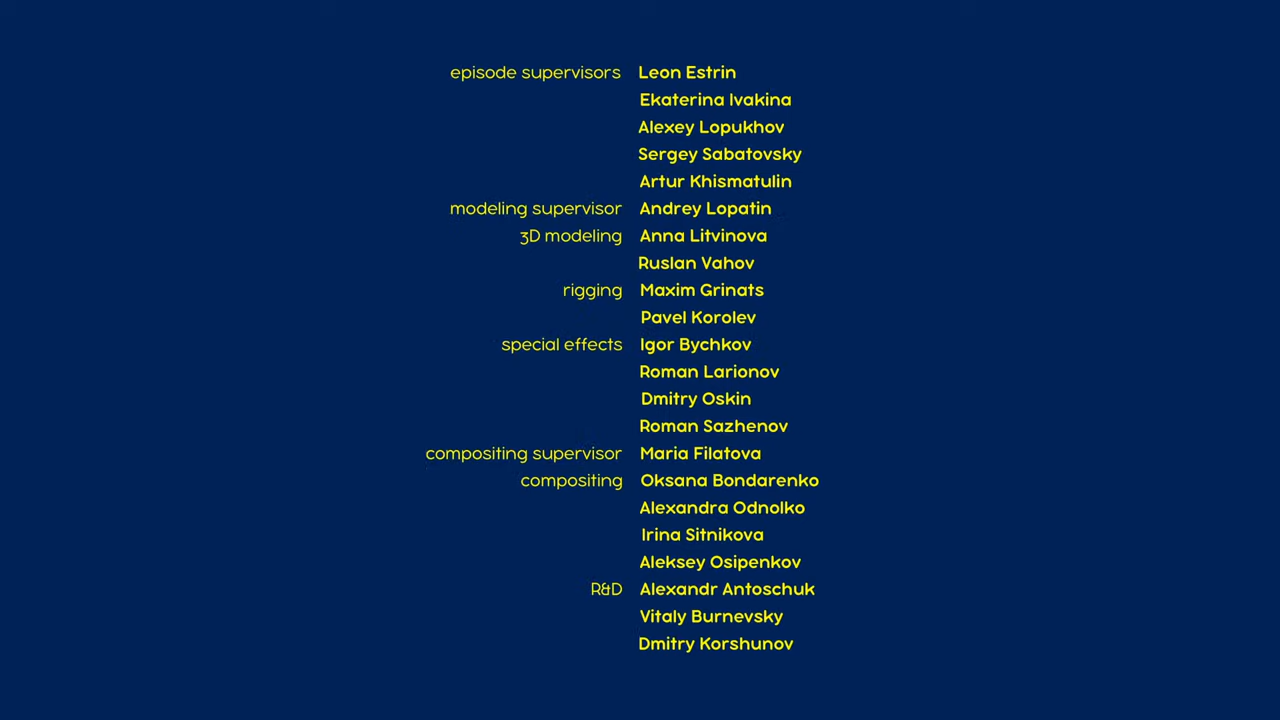 episode supervisors Leon Estrin
Ekaterina Ivakina
Alexey Lopukhov
Sergey Sabatovsky
Artur Khismatulin
modeling supervisor Andrey Lopatin
3D modeling Anna Litvinova
Ruslan Vahov
rigging Maxim Grinats
Pavel Korolev
special effects Igor Bychkov
Roman Larionov
Dmitry Oskin
Roman Sazhenov
compositing supervisor Maria Filatova
compositing Oksana Bondarenko
Alexandra Odnolko
Irina Sitnikova
Aleksey Osipenkov
R&D Alexandr Antoschuk
Vitaly Burnevsky
Dmitry Korshunov